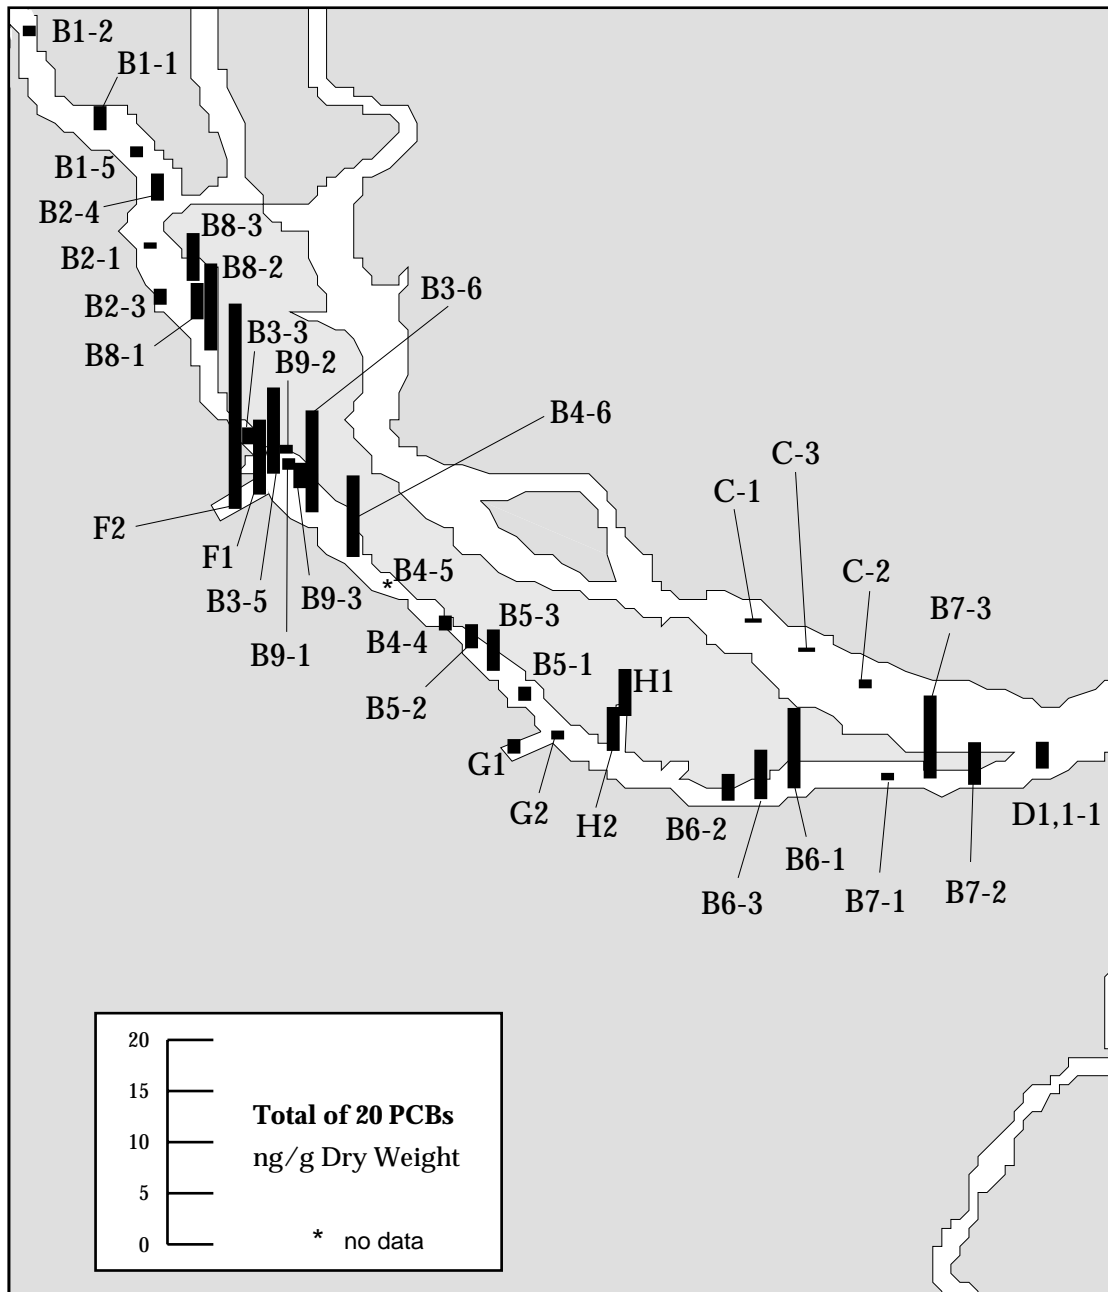 B1-2
B1-1
B1-5
B2-4
B8-3
B2-1
B8-2
B3-6
B2-3
B3-3
B8-1
B9-2
B4-6
C-3
C-1
F2
F1
B4-5
*
C-2
B3-5
B9-3
B7-3
B9-1
B4-4
B5-3
B5-1
H1
B5-2
G1
G2
H2
B6-2
D1,1-1
B6-1
B6-3
B7-1
B7-2
20
15
10
5
0
Total of 20 PCBs
ng/g Dry Weight
* no data